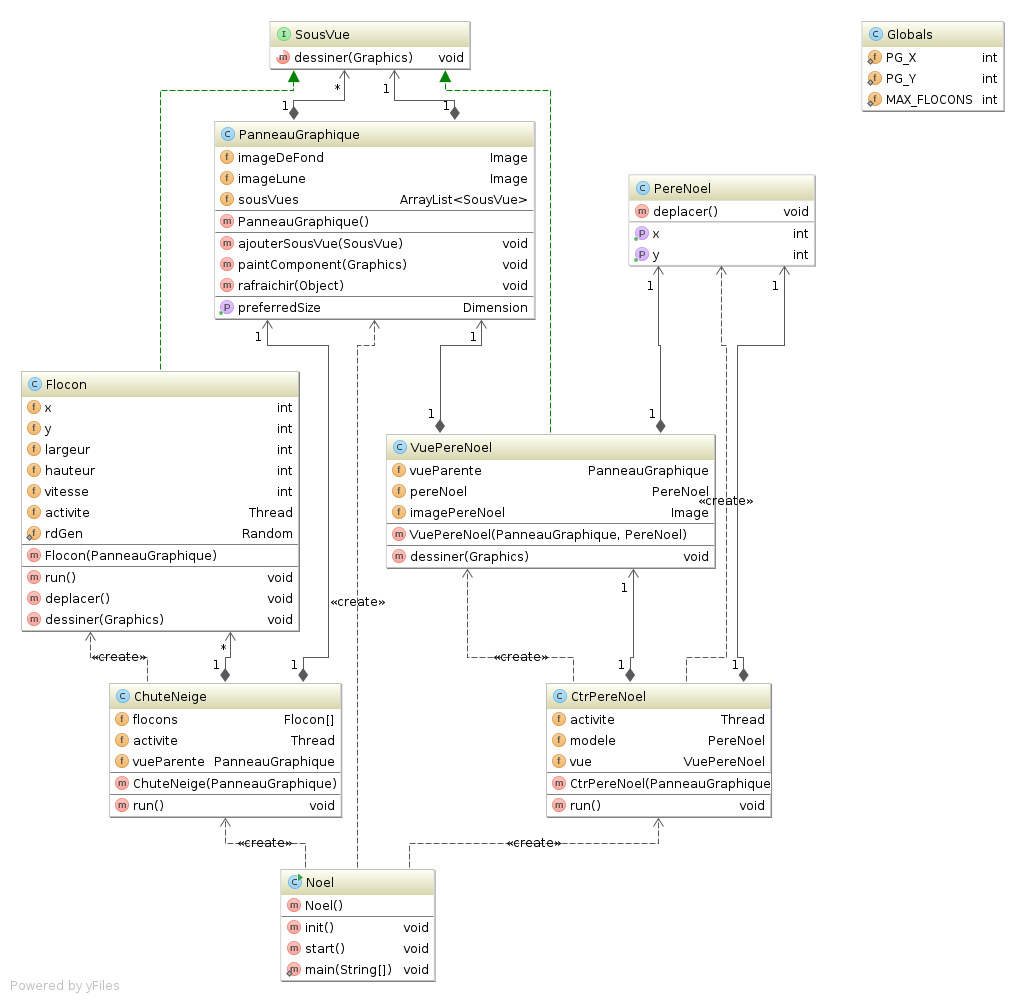 I SousVue
m dessiner(Graphics) void
C Globals
f PG_X int
f PG_Y int
f MAX_FLOCONS int
* 1
1 1
C PanneauGraphique
f imageDeFond Image
f imageLune Image
f sousVues ArrayList<SousVue>
m PanneauGraphique()
m ajouterSousVue(SousVue) void
m paintComponent(Graphics) void
m rafraichir(Object) void
P preferredSize Dimension
C PereNoel
m deplacer() void
P x int
P y int
1 1
1 1
C Flocon
f x int
f y int
f largeur int
f hauteur int
f vitesse int
f activite Thread
f rdGen Random
m Flocon(PanneauGraphique)
m run() void
m deplacer() void
m dessiner(Graphics) void
1 1
C VuePereNoel
f vueParente PanneauGraphique
f pereNoel PereNoel
f imagePereNoel Image
m VuePereNoel(PanneauGraphique, PereNoel)
m dessiner(Graphics) void
«create»
1
«create»
*
«create» 1 1
«create» 1 1
C ChuteNeige
f flocons Flocon[]
f activite Thread
f vueParente PanneauGraphique
m ChuteNeige(PanneauGraphique)
m run() void
C CtrPereNoel
f activite Thread
f modele PereNoel
f vue VuePereNoel
m CtrPereNoel(PanneauGraphique
m run() void
«create»
«create»
C Noel
m Noel()
m init() void
m start() void
m main(String[]) void
Powered by yFiles